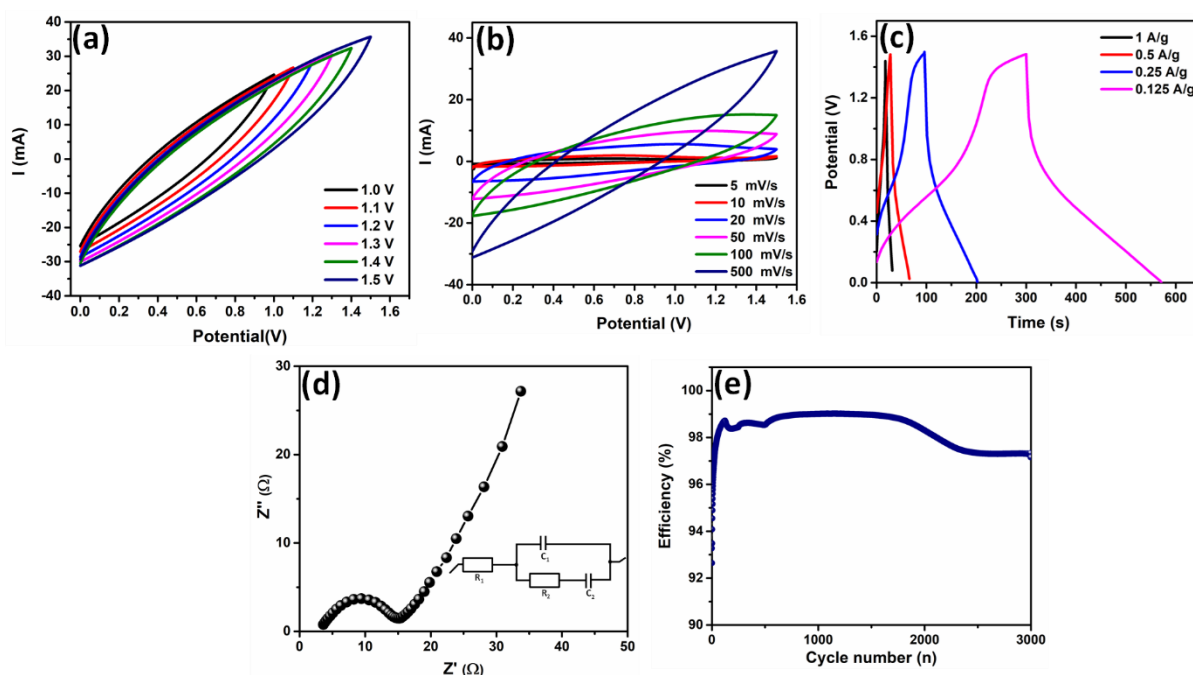 (a)
I (mA)
40
30
20
10
0
-10
-20
-30
-40
0.0 0.2 0.4 0.6 0.8 1.0 1.2 1.4 1.6
Potential(V)
1.0 V
1.1 V
1.2 V
1.3 V
1.4 V
1.5 V
(b)
I (mA)
40
20
0
-20
-40
0.0 0.2 0.4 0.6 0.8 1.0 1.2 1.4 1.6
Potential (V)
5 mV/s
10 mV/s
20 mV/s
50 mV/s
100 mV/s
500 mV/s
(c)
Potential (V)
1.6
1.2
0.8
0.4
0.0
0 100 200 300 400 500 600
Time (s)
1 A/g
0.5 A/g
0.25 A/g
0.125 A/g
(d)
Z'' (Ω)
30
20
10
0
0 10 20 30 40 50
Z' (Ω)
C1
R1
R2
C2
(e)
Efficiency (%)
100
98
96
94
92
90
0 1000 2000 3000
Cycle number (n)